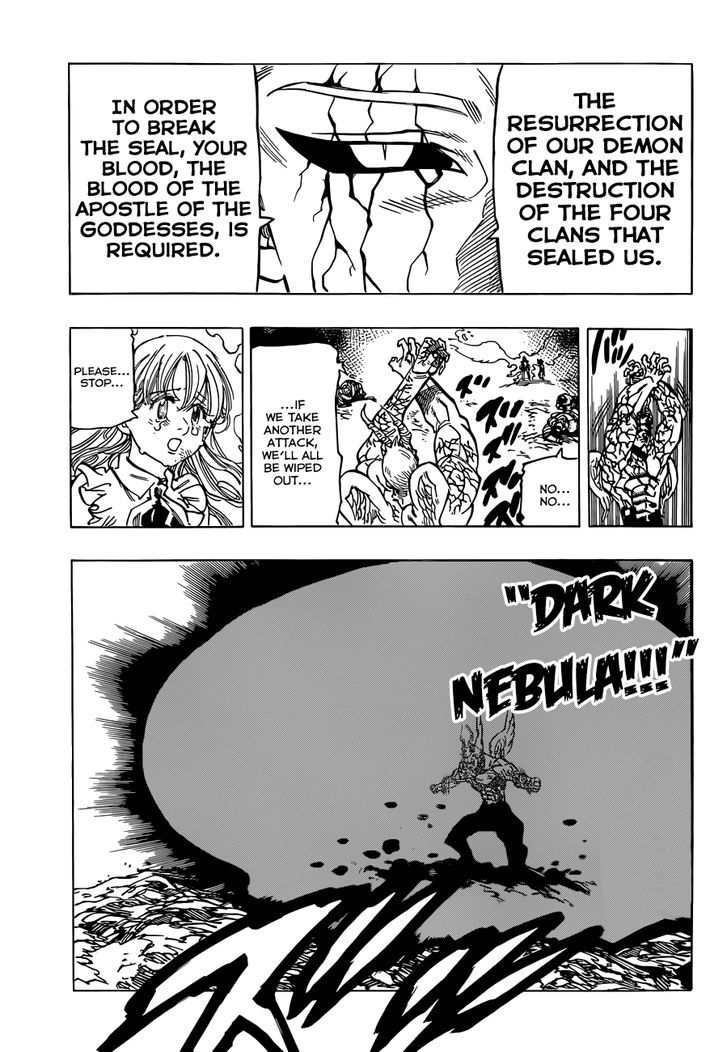 THE
RESURRECTION
OF OUR DEMON
CLAN, AND THE
DESTRUCTION
OF THE FOUR
CLANS THAT
SEALED US.
IN ORDER
TO BREAK
THE SEAL, YOUR
BLOOD, THE
BLOOD OF THE
APOSTLE OF THE
GODDESSES, IS
REQUIRED.
NO...
NO...
...IF
WE TAKE
ANOTHER
ATTACK,
WE'LL ALL
BE WIPED
OUT...
PLEASE...
STOP...
"DARK
NEBULA!!!"